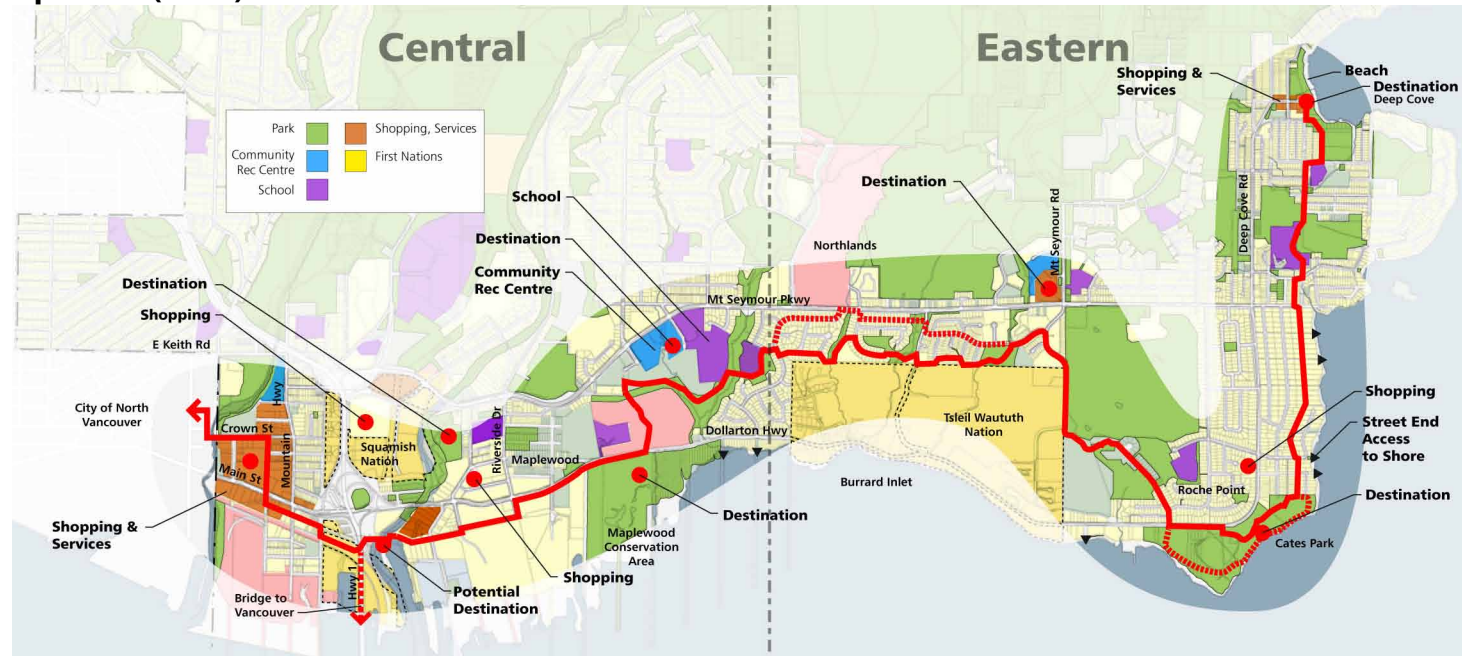 Central
Eastern
Shopping &
Services
Beach
Destination
Deep Cove
Park
Shopping, Services
Community
Rec Centre
First Nations
School
School
Destination
Community
Rec Centre
Destination
Mt Seymour Rd
Deep Cove Rd
Northlands
Mt Seymour Pkwy
Destination
Shopping
E Keith Rd
City of North
Vancouver
Hwy
Crown St
Mountain
Main St
Squamish
Nation
Riverside Dr
Maplewood
Dollarton Hwy
Tsleil Waututh
Nation
Burrard Inlet
Shopping
Street End
Access
to Shore
Roche Point
Destination
Cates Park
Shopping &
Services
Destination
Maplewood
Conservation
Area
Shopping
Potential
Destination
Hwy 1
Bridge to
Vancouver